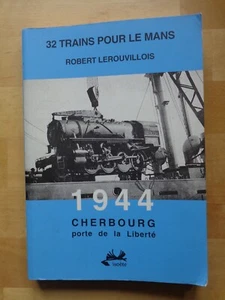 32 TRAINS POUR LE MANS
ROBERT LEROUVILLOIS
1944
CHERBOURG
porte de la Liberté